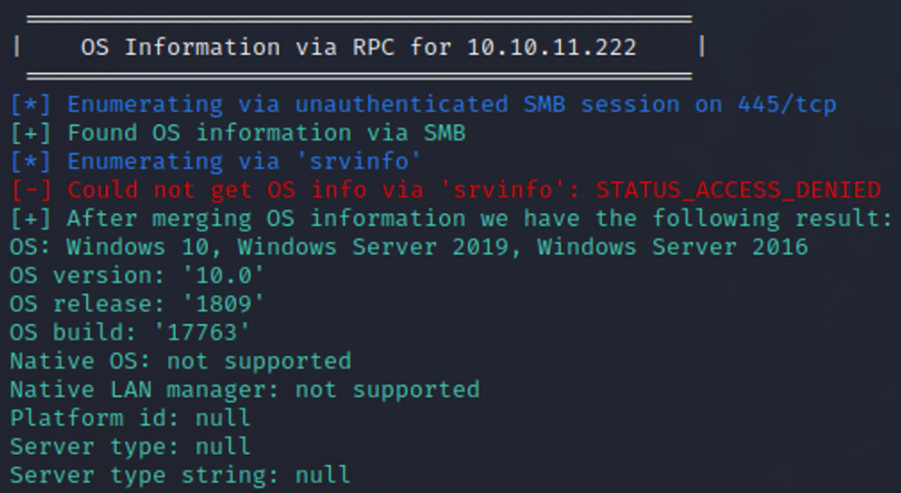 | OS Information via RPC for 10.10.11.222 |
[*] Enumerating via unauthenticated SMB session on 445/tcp
[+] Found OS information via SMB
[*] Enumerating via 'srvinfo'
[-] Could not get OS info via 'srvinfo': STATUS_ACCESS_DENIED
[+] After merging OS information we have the following result:
OS: Windows 10, Windows Server 2019, Windows Server 2016
OS version: '10.0'
OS release: '1809'
OS build: '17763'
Native OS: not supported
Native LAN manager: not supported
Platform id: null
Server type: null
Server type string: null